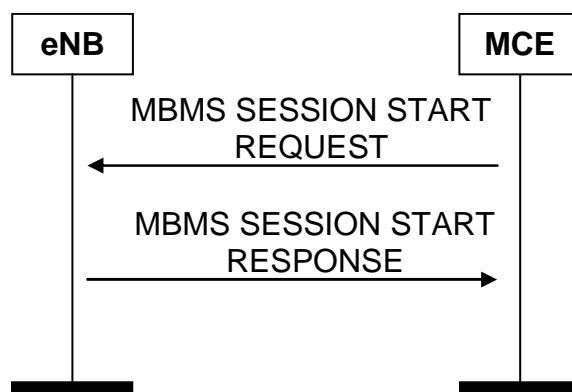 eNB
MCE
MBMS SESSION START
REQUEST
MBMS SESSION START
RESPONSE